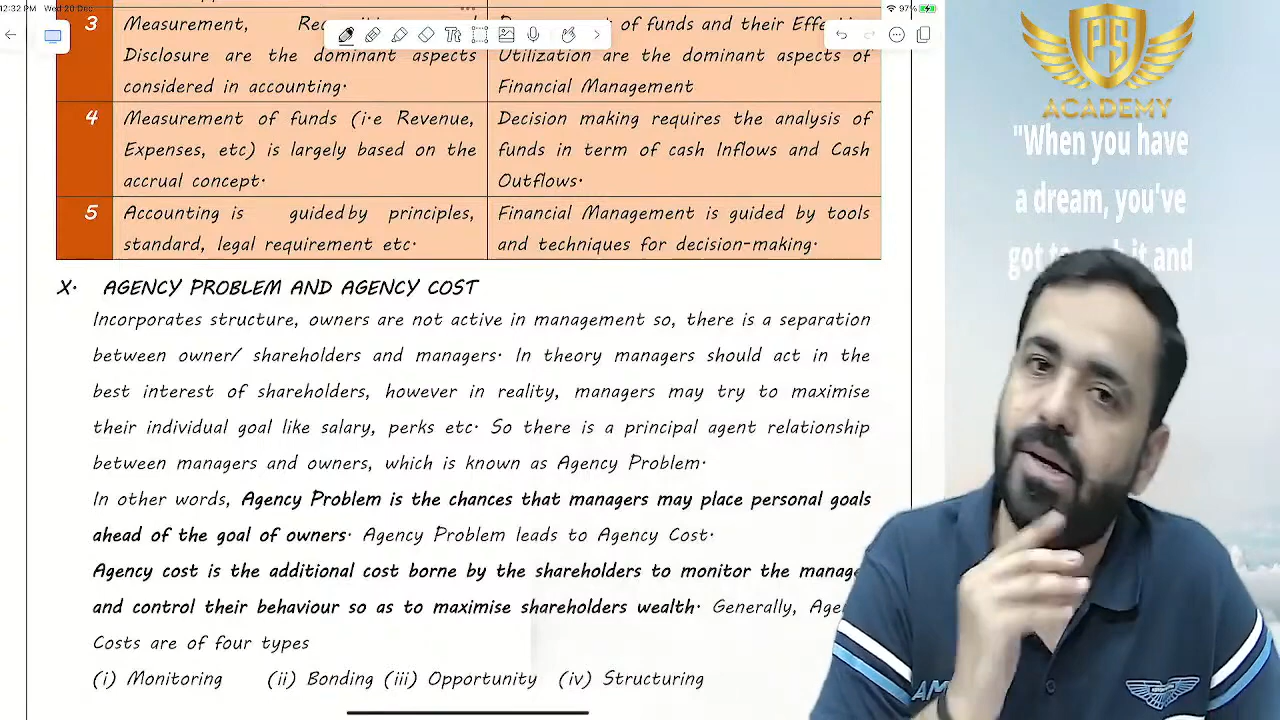 12:32 PM Wed 20 Dec
97%
3 Measurement, and of funds and their
Disclosure are the dominant aspects Utilization are the dominant aspects of
considered in accounting. Financial Management
4 Measurement of funds (i.e Revenue, Decision making requires the analysis of
Expenses, etc) is largely based on the funds in term of cash Inflows and Cash
accrual concept. Outflows.
5 Accounting is guided by principles, Financial Management is guided by tools
standard, legal requirement etc. and techniques for decision-making.
X. AGENCY PROBLEM AND AGENCY COST
Incorporates structure, owners are not active in management so, there is a separation
between owner/ shareholders and managers. In theory managers should act in the
best interest of shareholders, however in reality, managers may try to maximise
their individual goal like salary, perks etc. So there is a principal agent relationship
between managers and owners, which is known as Agency Problem.
In other words, Agency Problem is the chances that managers may place personal goals
ahead of the goal of owners. Agency Problem leads to Agency Cost.
Agency cost is the additional cost borne by the shareholders to monitor the manage
and control their behaviour so as to maximise shareholders wealth. Generally, Age
Costs are of four types
(i) Monitoring (ii) Bonding (iii) Opportunity (iv) Structuring
PS
ACADEMY
"When you have
a dream, you've
got it and
AM